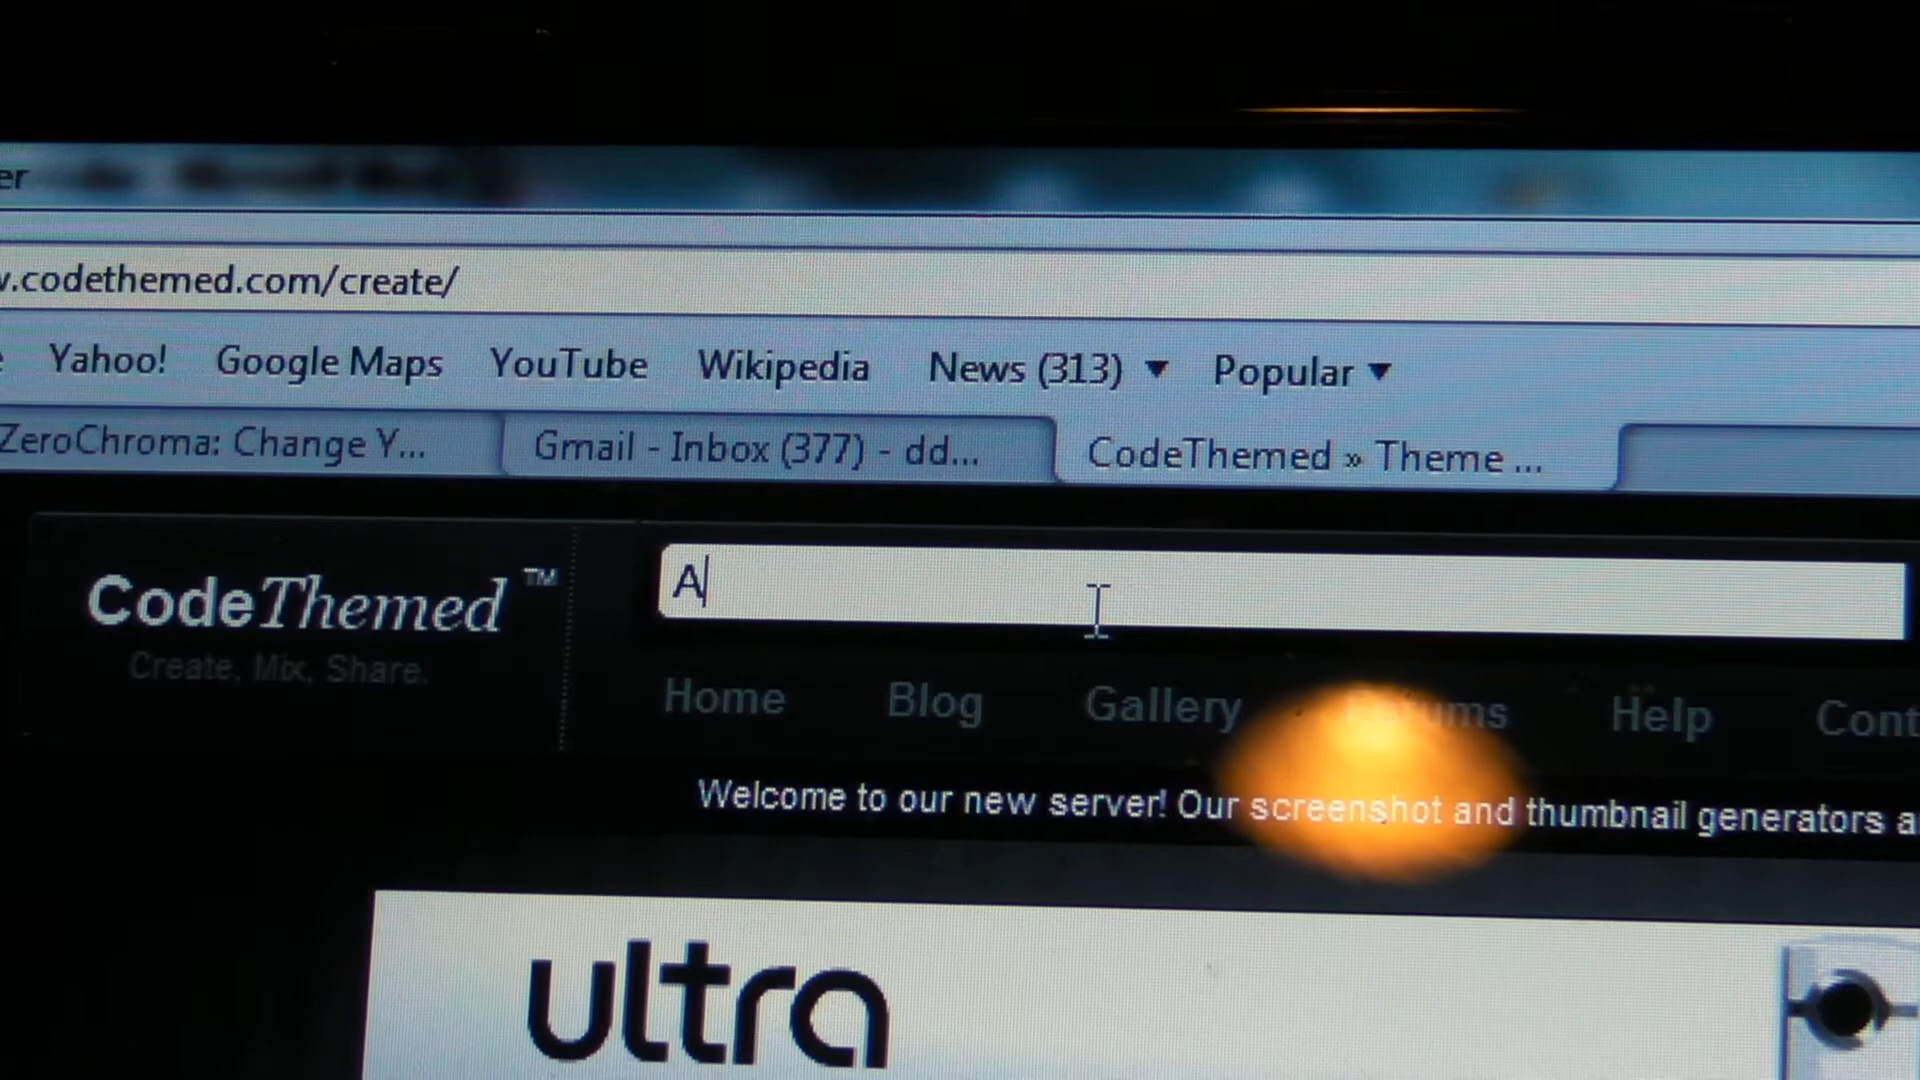 er
.codethemed.com/create/
Yahoo! Google Maps YouTube Wikipedia News (313) ▼ Popular ▼
ZeroChroma: Change Y... Gmail - Inbox (377) - dd... CodeThemed » Theme ...
A
CodeThemed™
Create, Mix, Share.
Home Blog Gallery Forums Help Cont
Welcome to our new server! Our screenshot and thumbnail generators a
ultra